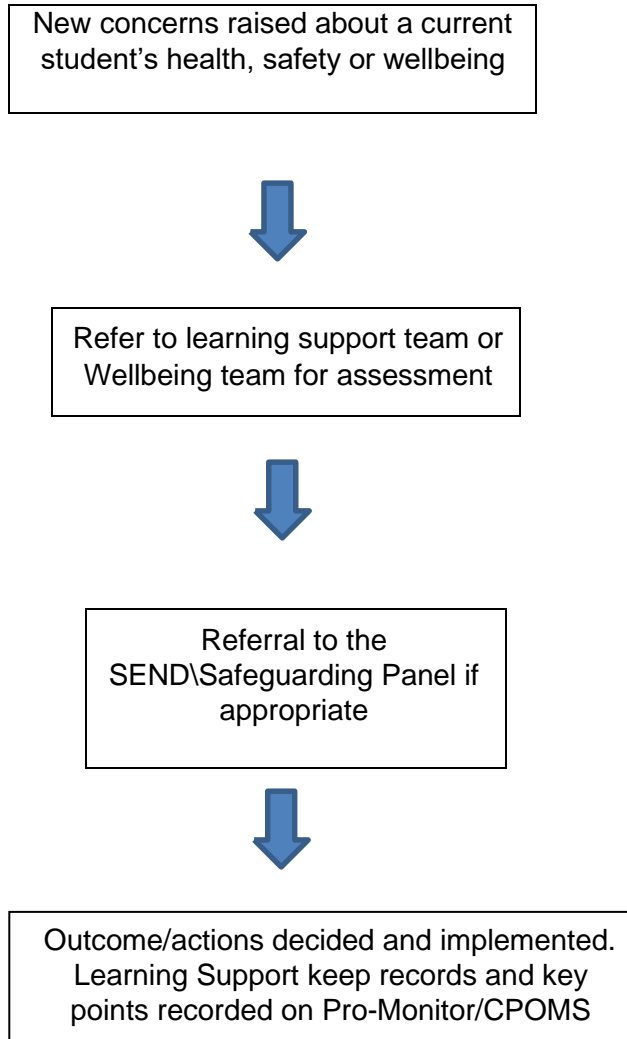 New concerns raised about a current
student’s health, safety or wellbeing
Refer to learning support team or
Wellbeing team for assessment
Referral to the
SEND\Safeguarding Panel if
appropriate
Outcome/actions decided and implemented.
Learning Support keep records and key
points recorded on Pro-Monitor/CPOMS